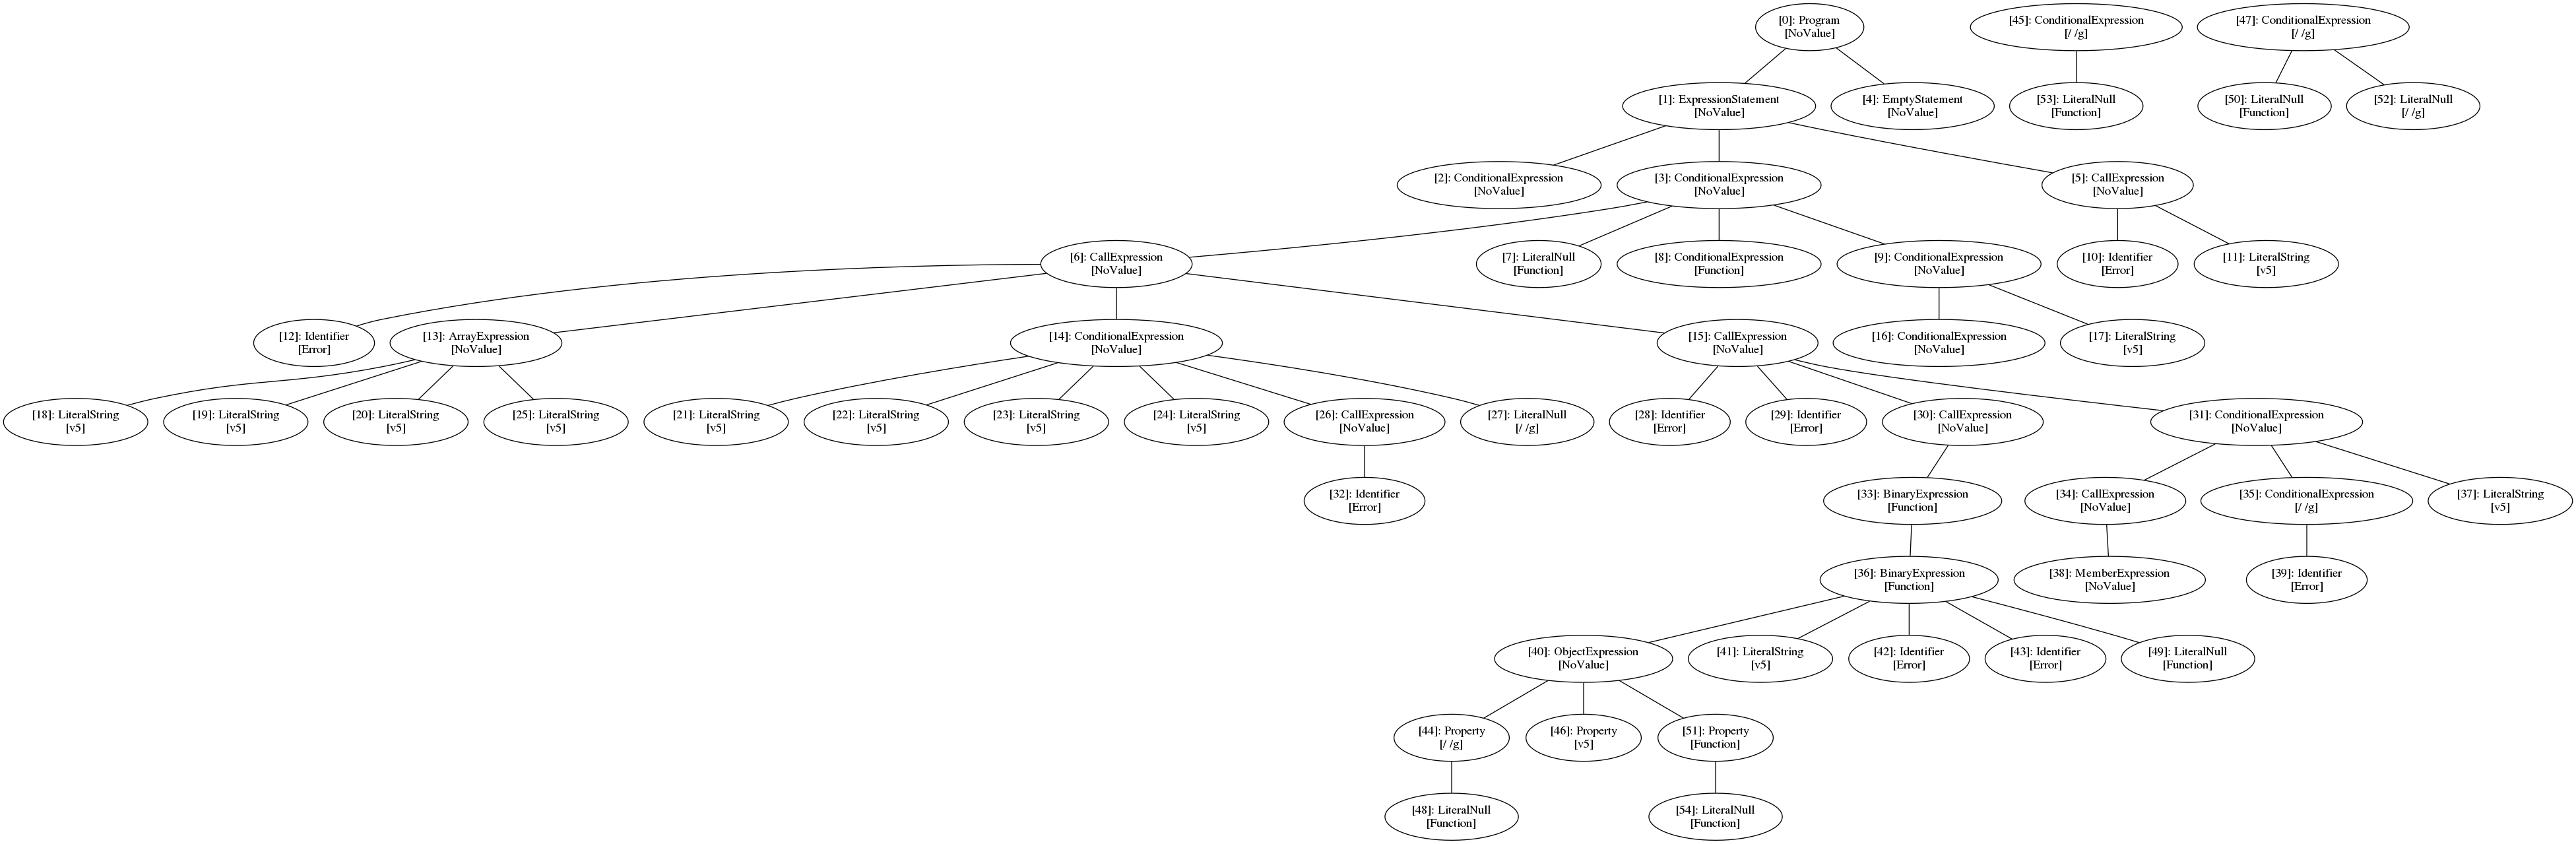 [0]: Program
[NoValue]
[45]: ConditionalExpression
[/ /g]
[47]: ConditionalExpression
[/ /g]
[1]: ExpressionStatement
[NoValue]
[4]: EmptyStatement
[NoValue]
[53]: LiteralNull
[Function]
[50]: LiteralNull
[Function]
[52]: LiteralNull
[/ /g]
[2]: ConditionalExpression
[NoValue]
[3]: ConditionalExpression
[NoValue]
[5]: CallExpression
[NoValue]
[6]: CallExpression
[NoValue]
[7]: LiteralNull
[Function]
[8]: ConditionalExpression
[Function]
[9]: ConditionalExpression
[NoValue]
[10]: Identifier
[Error]
[11]: LiteralString
[v5]
[12]: Identifier
[Error]
[13]: ArrayExpression
[NoValue]
[14]: ConditionalExpression
[NoValue]
[15]: CallExpression
[NoValue]
[16]: ConditionalExpression
[NoValue]
[17]: LiteralString
[v5]
[18]: LiteralString
[v5]
[19]: LiteralString
[v5]
[20]: LiteralString
[v5]
[25]: LiteralString
[v5]
[21]: LiteralString
[v5]
[22]: LiteralString
[v5]
[23]: LiteralString
[v5]
[24]: LiteralString
[v5]
[26]: CallExpression
[NoValue]
[27]: LiteralNull
[/ /g]
[28]: Identifier
[Error]
[29]: Identifier
[Error]
[30]: CallExpression
[NoValue]
[31]: ConditionalExpression
[NoValue]
[32]: Identifier
[Error]
[33]: BinaryExpression
[Function]
[34]: CallExpression
[NoValue]
[35]: ConditionalExpression
[/ /g]
[37]: LiteralString
[v5]
[36]: BinaryExpression
[Function]
[38]: MemberExpression
[NoValue]
[39]: Identifier
[Error]
[40]: ObjectExpression
[NoValue]
[41]: LiteralString
[v5]
[42]: Identifier
[Error]
[43]: Identifier
[Error]
[49]: LiteralNull
[Function]
[44]: Property
[/ /g]
[46]: Property
[v5]
[51]: Property
[Function]
[48]: LiteralNull
[Function]
[54]: LiteralNull
[Function]